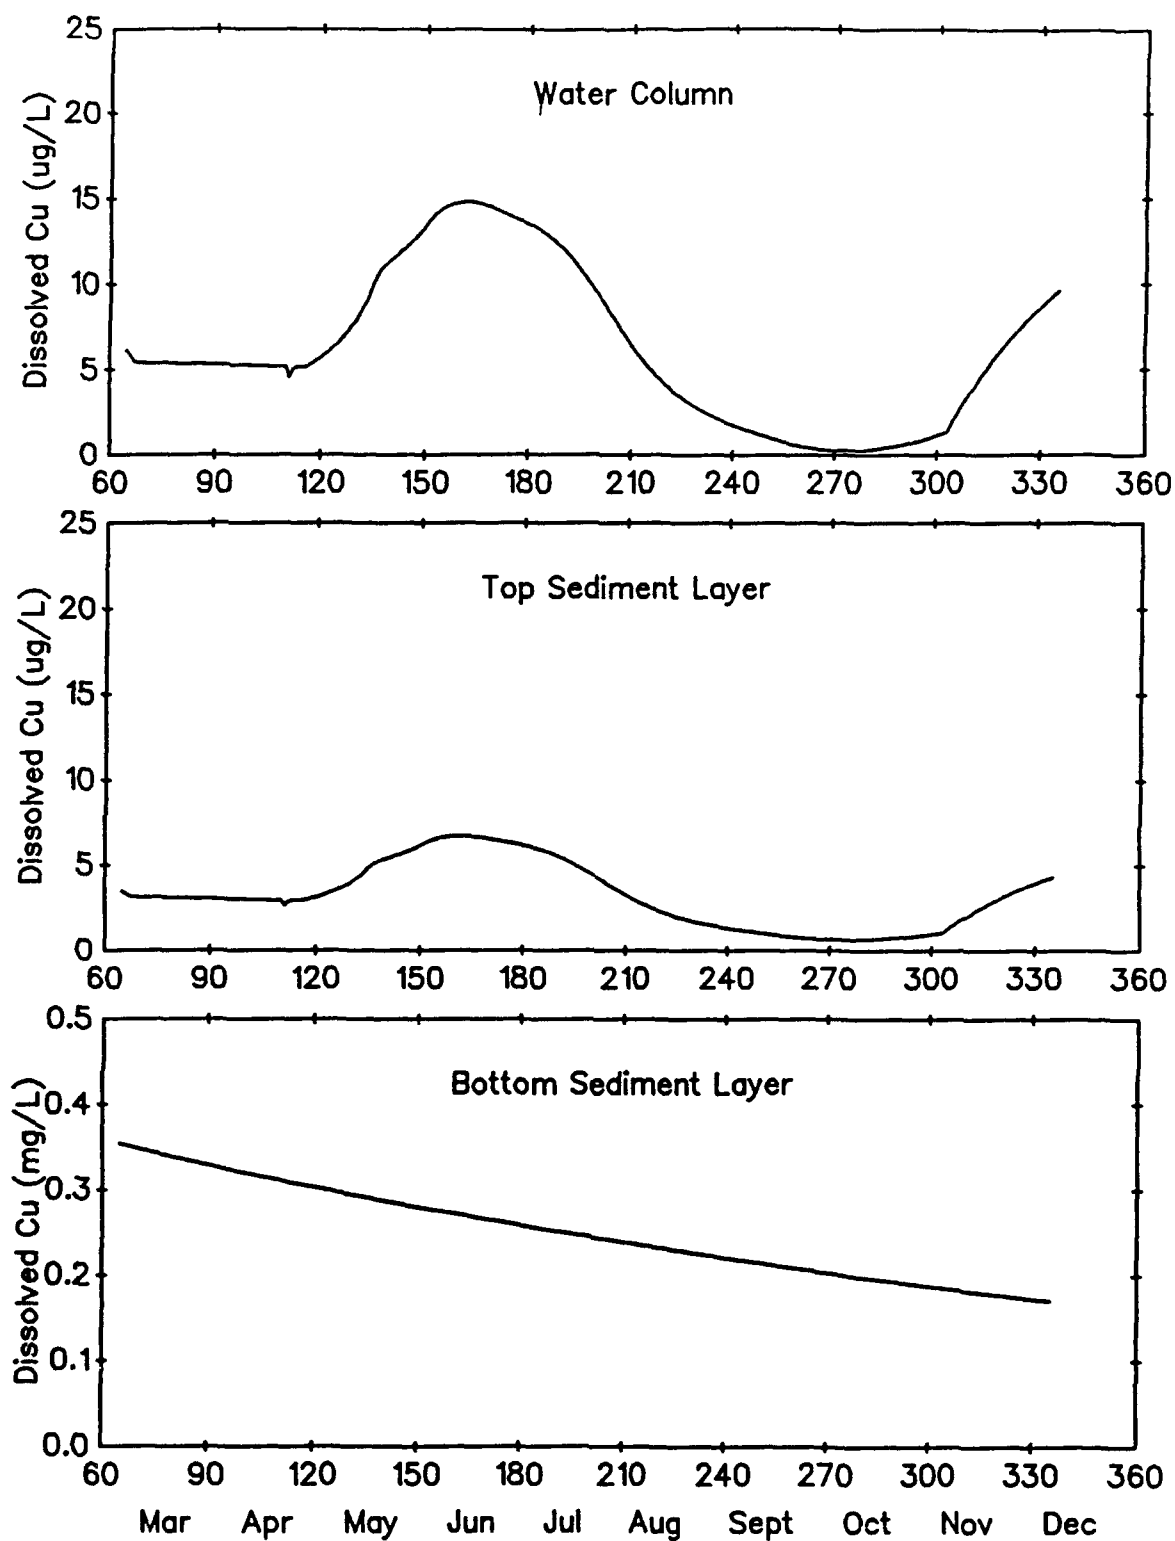 25
Water Column
20
15
10
5
0
Dissolved Cu (ug/L)
60 90 120 150 180 210 240 270 300 330 360
25
Top Sediment Layer
20
15
10
5
0
Dissolved Cu (ug/L)
60 90 120 150 180 210 240 270 300 330 360
0.5
Bottom Sediment Layer
0.4
0.3
0.2
0.1
0.0
Dissolved Cu (mg/L)
60 90 120 150 180 210 240 270 300 330 360
Mar Apr May Jun Jul Aug Sept Oct Nov Dec